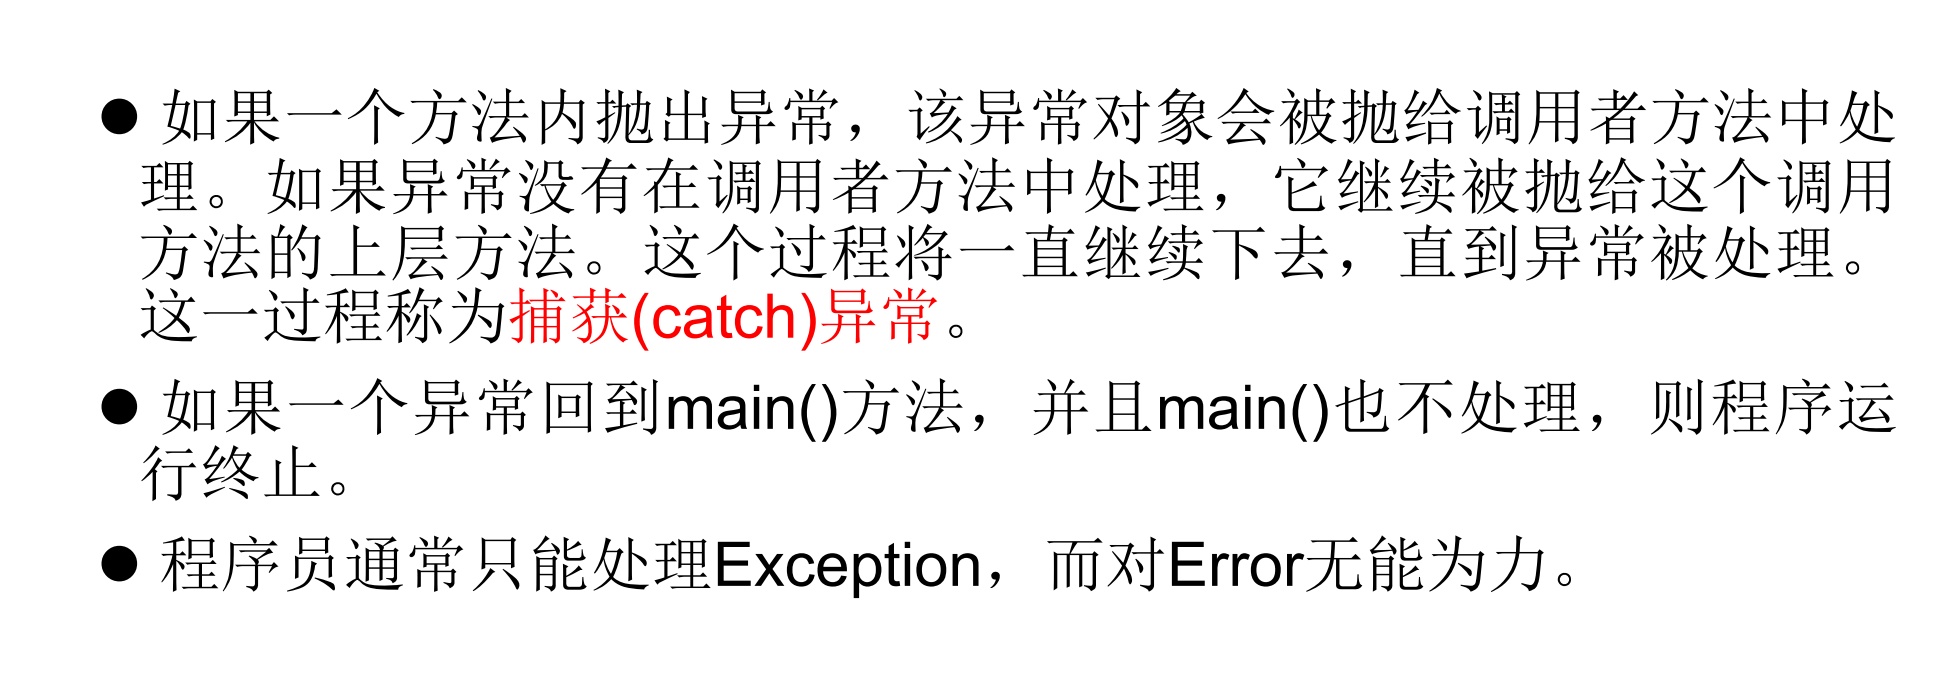 ● 如果一个方法内抛出异常，该异常对象会被抛给调用者方法中处
理。如果异常没有在调用者方法中处理，它继续被抛给这个调用
方法的上层方法。这个过程将一直继续下去，直到异常被处理。
这一过程称为捕获(catch)异常。
● 如果一个异常回到main()方法，并且main()也不处理，则程序运
行终止。
● 程序员通常只能处理Exception，而对Error无能为力。